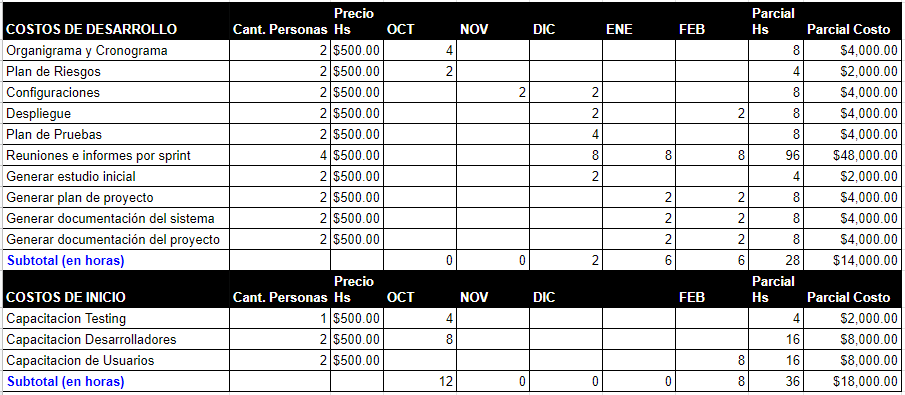 COSTOS DE DESARROLLO Cant. Personas Precio Hs OCT NOV DIC ENE FEB Parcial Hs Parcial Costo
Organigrama y Cronograma 2 $500.00 4 8 $4,000.00
Plan de Riesgos 2 $500.00 2 4 $2,000.00
Configuraciones 2 $500.00 2 2 8 $4,000.00
Despliegue 2 $500.00 2 2 8 $4,000.00
Plan de Pruebas 2 $500.00 4 8 $4,000.00
Reuniones e informes por sprint 4 $500.00 8 8 8 96 $48,000.00
Generar estudio inicial 2 $500.00 2 4 $2,000.00
Generar plan de proyecto 2 $500.00 2 2 8 $4,000.00
Generar documentación del sistema 2 $500.00 2 2 8 $4,000.00
Generar documentación del proyecto 2 $500.00 2 2 8 $4,000.00
Subtotal (en horas) 0 0 2 6 6 28 $14,000.00
COSTOS DE INICIO Cant. Personas Precio Hs OCT NOV DIC FEB Parcial Hs Parcial Costo
Capacitacion Testing 1 $500.00 4 4 $2,000.00
Capacitacion Desarrolladores 2 $500.00 8 16 $8,000.00
Capacitacion de Usuarios 2 $500.00 8 16 $8,000.00
Subtotal (en horas) 12 0 0 0 8 36 $18,000.00